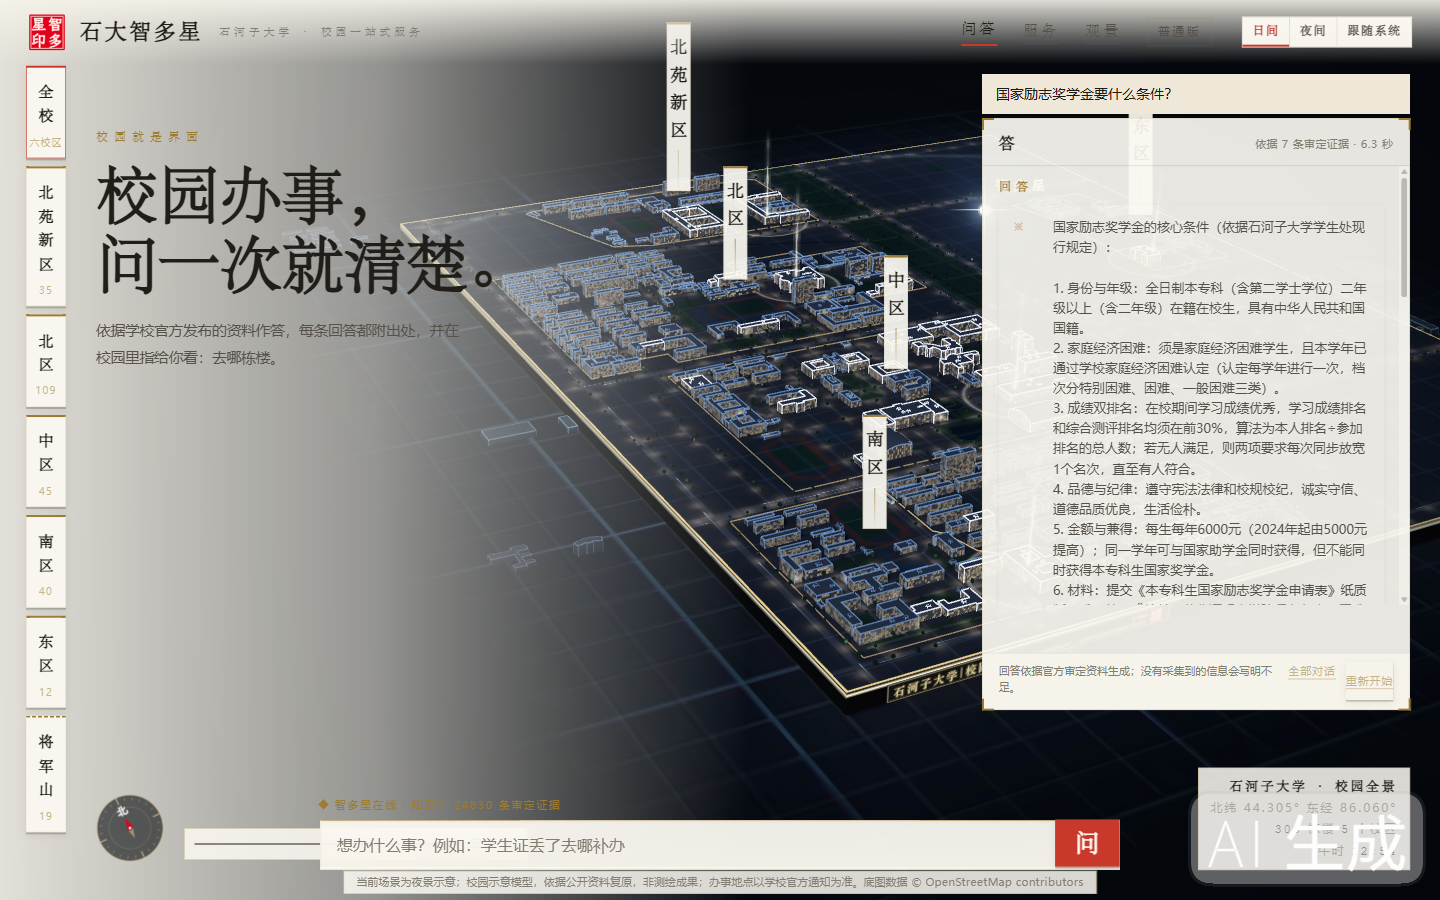 智多星印
石大智多星
石河子大学 · 校园一站式服务
问答
服务
观景
普通版
日间
夜间
跟随系统
全校
六校区
北苑新区
35
北区
109
中区
45
南区
40
东区
12
将军山
19
校园就是界面
校园办事，
问一次就清楚。
依据学校官方发布的资料作答，每条回答都附出处，并在
校园里指给你看：去哪栋楼。
北苑新区
北区
中区
南区
东区
石河子大学
国家励志奖学金要什么条件？
答
依据 7 条审定证据 · 6.3 秒
回答
※
国家励志奖学金的核心条件（依据石河子大学学生处现
行规定）：
1. 身份与年级：全日制本专科（含第二学士学位）二年
级以上（含二年级）在籍在校生，具有中华人民共和国
国籍。
2. 家庭经济困难：须是家庭经济困难学生，且本学年已
通过学校家庭经济困难认定（认定每学年进行一次，档
次分特别困难、困难、一般困难三类）。
3. 成绩双排名：在校期间学习成绩优秀，学习成绩排名
和综合测评排名均须在前30%，算法为本人排名÷参加
排名的总人数；若无人满足，则两项要求每次同步放宽
1个名次，直至有人符合。
4. 品德与纪律：遵守宪法法律和校规校纪，诚实守信、
道德品质优良，生活俭朴。
5. 金额与兼得：每生每年6000元（2024年起由5000元
提高）；同一学年可与国家助学金同时获得，但不能同
时获得本专科生国家奖学金。
6. 材料：提交《本专科生国家励志奖学金申请表》纸质
回答依据官方审定资料生成；没有采集到的信息会写明不
足。
全部对话
重新开始
北
◆ 智多星在线
24830 条审定证据
想办什么事？例如：学生证丢了去哪补办
问
当前场景为夜景示意；校园示意模型，依据公开资料复原，非测绘成果；办事地点以学校官方通知为准。底图数据 © OpenStreetMap contributors
石河子大学 · 校园全景
北纬 44.305° 东经 86.060°
AI 生成